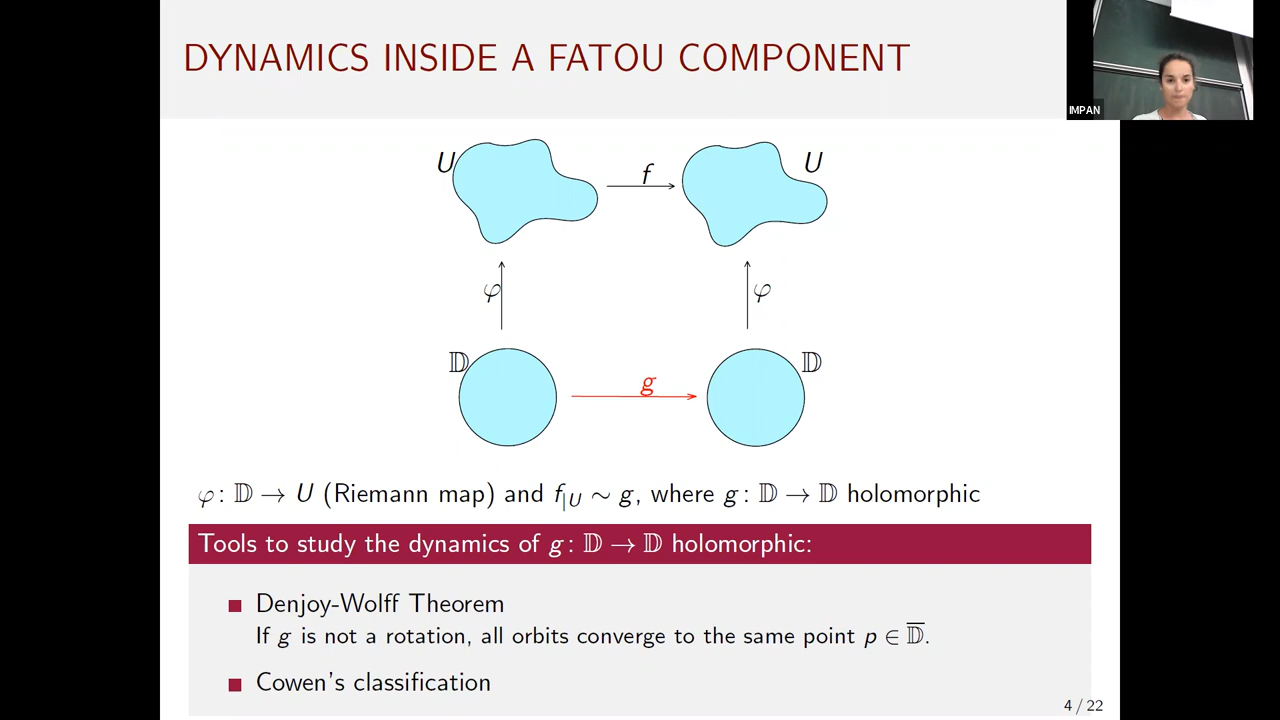 DYNAMICS INSIDE A FATOU COMPONENT
IMPAN
U f U
φ φ
𝔻 g 𝔻
φ: 𝔻 → U (Riemann map) and f|U ∼ g, where g: 𝔻 → 𝔻 holomorphic
Tools to study the dynamics of g: 𝔻 → 𝔻 holomorphic:
Denjoy-Wolff Theorem
If g is not a rotation, all orbits converge to the same point p ∈ 𝔻̅.
Cowen's classification
4 / 22